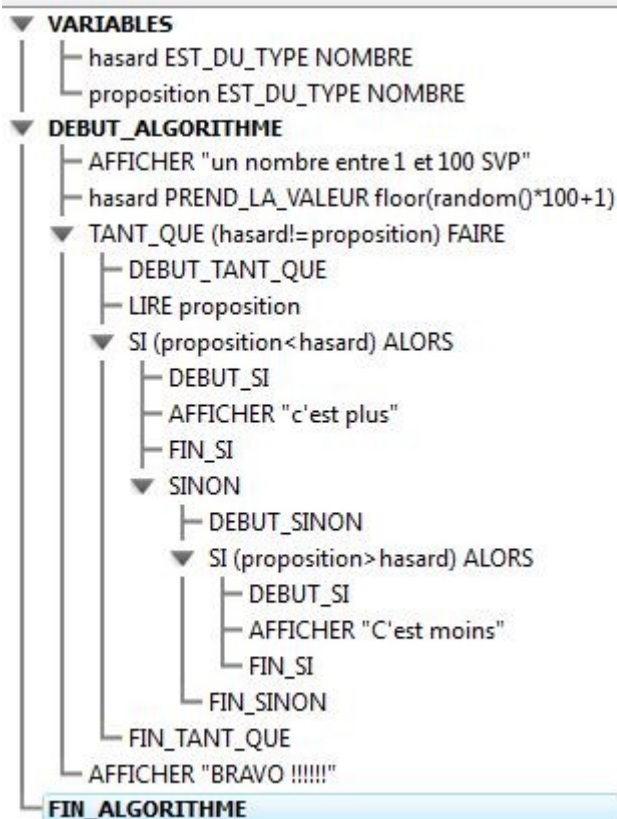 VARIABLES
hasard EST_DU_TYPE NOMBRE
proposition EST_DU_TYPE NOMBRE
DEBUT_ALGORITHME
AFFICHER "un nombre entre 1 et 100 SVP"
hasard PREND_LA_VALEUR floor(random()*100+1)
TANT_QUE (hasard!=proposition) FAIRE
DEBUT_TANT_QUE
LIRE proposition
SI (proposition<hasard) ALORS
DEBUT_SI
AFFICHER "c'est plus"
FIN_SI
SINON
DEBUT_SINON
SI (proposition>hasard) ALORS
DEBUT_SI
AFFICHER "C'est moins"
FIN_SI
FIN_SINON
FIN_TANT_QUE
AFFICHER "BRAVO !!!!!!"
FIN_ALGORITHME